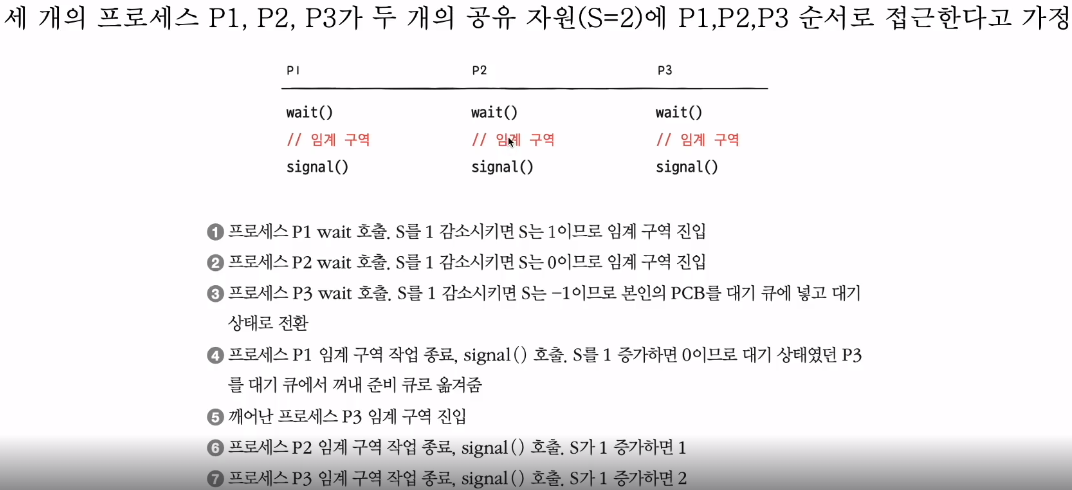 세 개의 프로세스 P1, P2, P3가 두 개의 공유 자원(S=2)에 P1,P2,P3 순서로 접근한다고 가정
P1 P2 P3
wait() wait() wait()
// 임계 구역 // 임계 구역 // 임계 구역
signal() signal() signal()
❶ 프로세스 P1 wait 호출. S를 1 감소시키면 S는 1이므로 임계 구역 진입
❷ 프로세스 P2 wait 호출. S를 1 감소시키면 S는 0이므로 임계 구역 진입
❸ 프로세스 P3 wait 호출. S를 1 감소시키면 S는 −1이므로 본인의 PCB를 대기 큐에 넣고 대기
상태로 전환
❹ 프로세스 P1 임계 구역 작업 종료, signal() 호출. S를 1 증가하면 0이므로 대기 상태였던 P3
를 대기 큐에서 꺼내 준비 큐로 옮겨줌
❺ 깨어난 프로세스 P3 임계 구역 진입
❻ 프로세스 P2 임계 구역 작업 종료, signal() 호출. S가 1 증가하면 1
❼ 프로세스 P3 임계 구역 작업 종료, signal() 호출. S가 1 증가하면 2